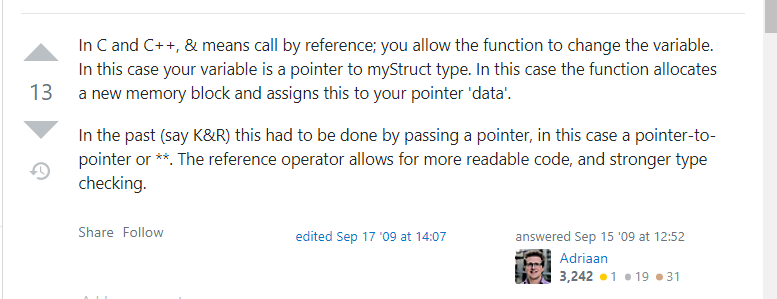 In C and C++, & means call by reference; you allow the function to change the variable.
In this case your variable is a pointer to myStruct type. In this case the function allocates
a new memory block and assigns this to your pointer 'data'.
13
In the past (say K&R) this had to be done by passing a pointer, in this case a pointer-to-
pointer or **. The reference operator allows for more readable code, and stronger type
checking.
Share Follow
edited Sep 17 '09 at 14:07
answered Sep 15 '09 at 12:52
Adriaan
3,242 1 19 31